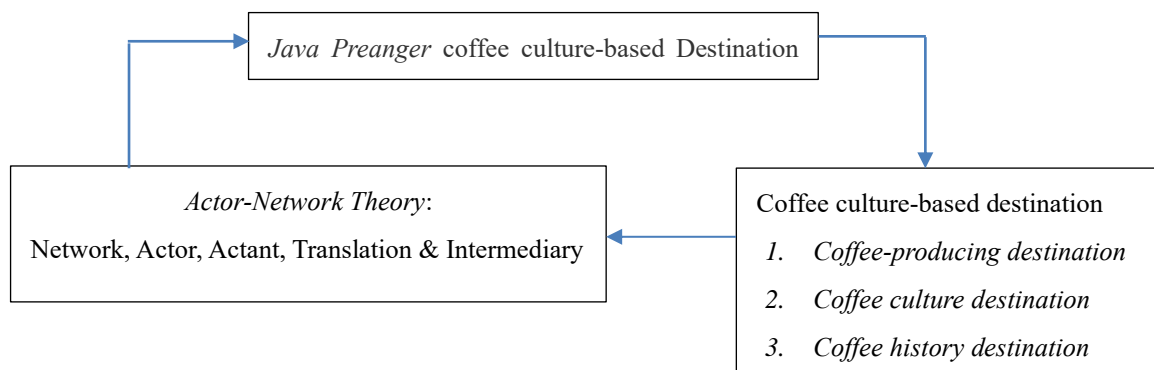 Java Preanger coffee culture-based Destination
Actor-Network Theory:
Network, Actor, Actant, Translation & Intermediary
Coffee culture-based destination
1. Coffee-producing destination
2. Coffee culture destination
3. Coffee history destination